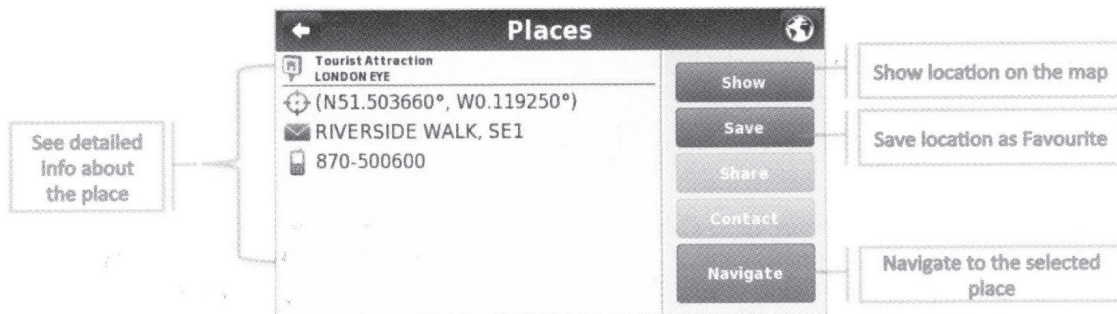 Places
Tourist Attraction
LONDON EYE
(N51.503660°, W0.119250°)
RIVERSIDE WALK, SE1
870-500600
Show
Save
Share
Contact
Navigate
See detailed
info about
the place
Show location on the map
Save location as Favourite
Navigate to the selected
place